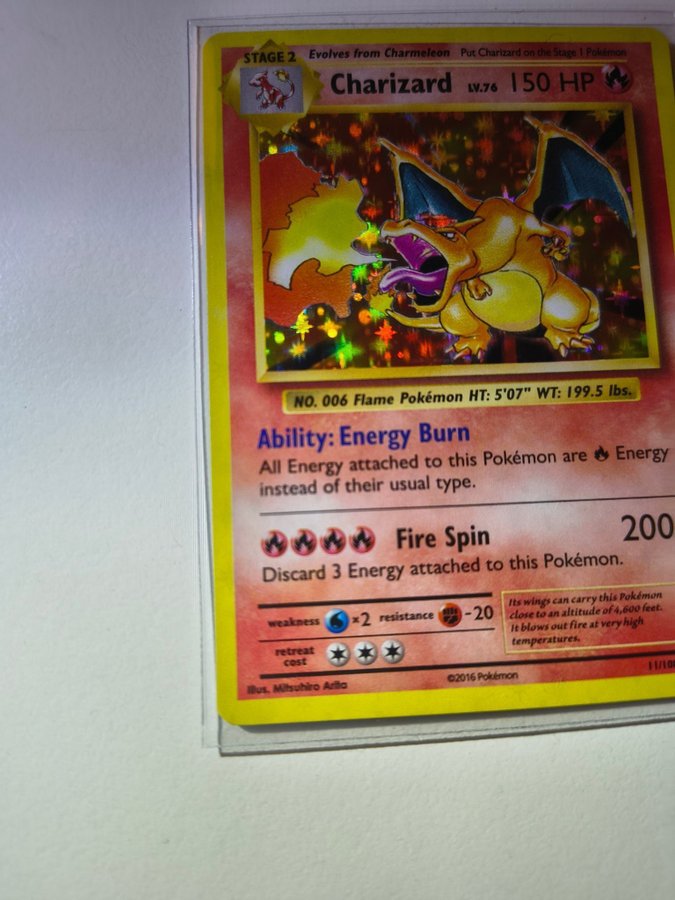 STAGE 2 Evolves from Charmeleon Put Charizard on the Stage 1 Pokémon
Charizard LV.76 150 HP
NO. 006 Flame Pokémon HT: 5'07" WT: 199.5 lbs.
Ability: Energy Burn
All Energy attached to this Pokémon are Energy
instead of their usual type.
Fire Spin 200
Discard 3 Energy attached to this Pokémon.
weakness ×2 resistance -20
retreat
cost
Its wings can carry this Pokémon
close to an altitude of 4,600 feet.
It blows out fire at very high
temperatures.
Illus. Mitsuhiro Arita ©2016 Pokémon 11/108